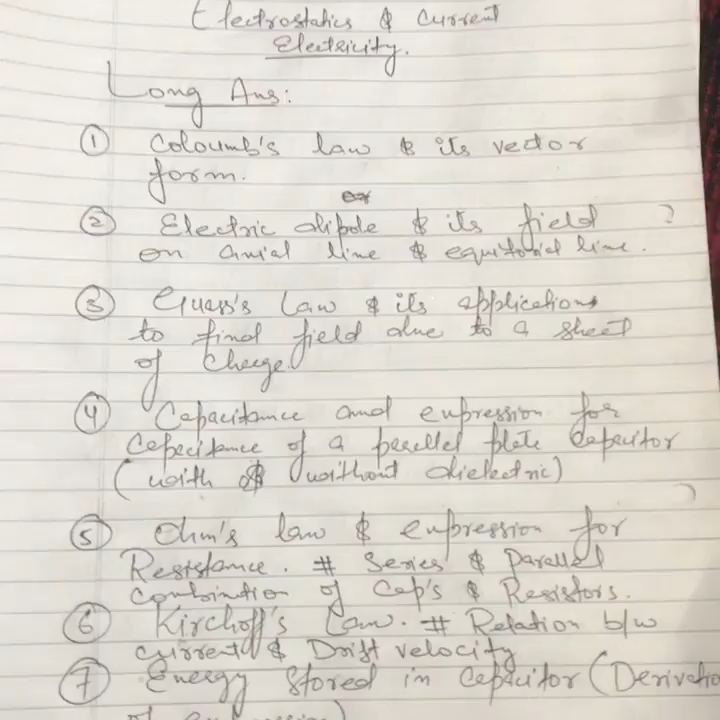 Electrostatics & Current
Electricity.
Long Ans:
① Coloumb's law & its vector
form.
② Electric dipole & its field ?
on axial line & equitorial line.
③ Guass's Law & its applications
to find field due to a sheet
of Charge.
④ Capacitance and expression for
Capacitance of a parallel plate Capacitor
(with & without dielectric)
⑤ Ohm's law & expression for
Resistance. # Series & Parallel
Combination of Cap's & Resistors.
⑥ Kirchoff's Law. # Relation b/w
current & Drift velocity
⑦ Energy stored in Capacitor (Derivatio
of